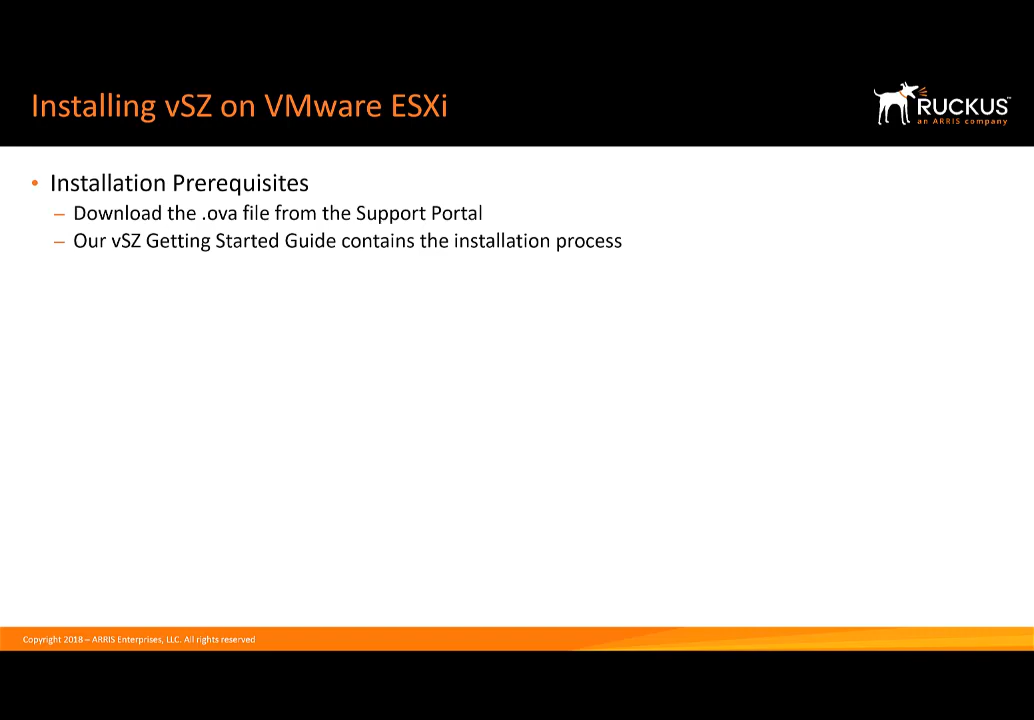 Installing vSZ on VMware ESXi
RUCKUS™
an ARRIS company
• Installation Prerequisites
– Download the .ova file from the Support Portal
– Our vSZ Getting Started Guide contains the installation process
Copyright 2018 – ARRIS Enterprises, LLC. All rights reserved